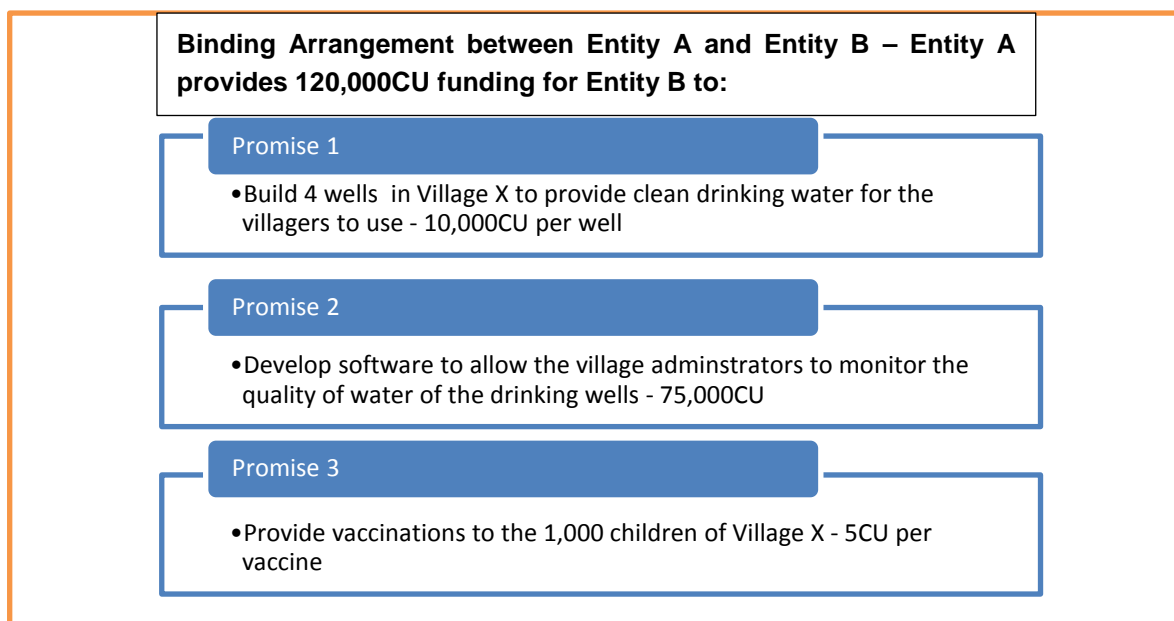 Binding Arrangement between Entity A and Entity B – Entity A
provides 120,000CU funding for Entity B to:
Promise 1
•Build 4 wells in Village X to provide clean drinking water for the
villagers to use - 10,000CU per well
Promise 2
•Develop software to allow the village adminstrators to monitor the
quality of water of the drinking wells - 75,000CU
Promise 3
•Provide vaccinations to the 1,000 children of Village X - 5CU per
vaccine